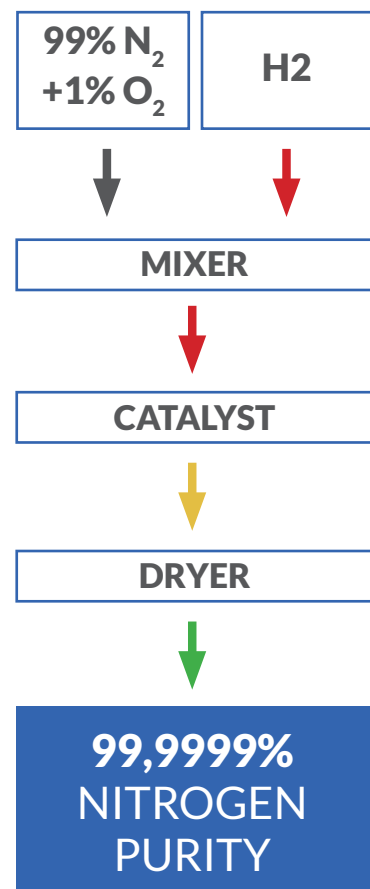 99% N₂
+1% O₂
H2
MIXER
CATALYST
DRYER
99,9999%
NITROGEN
PURITY